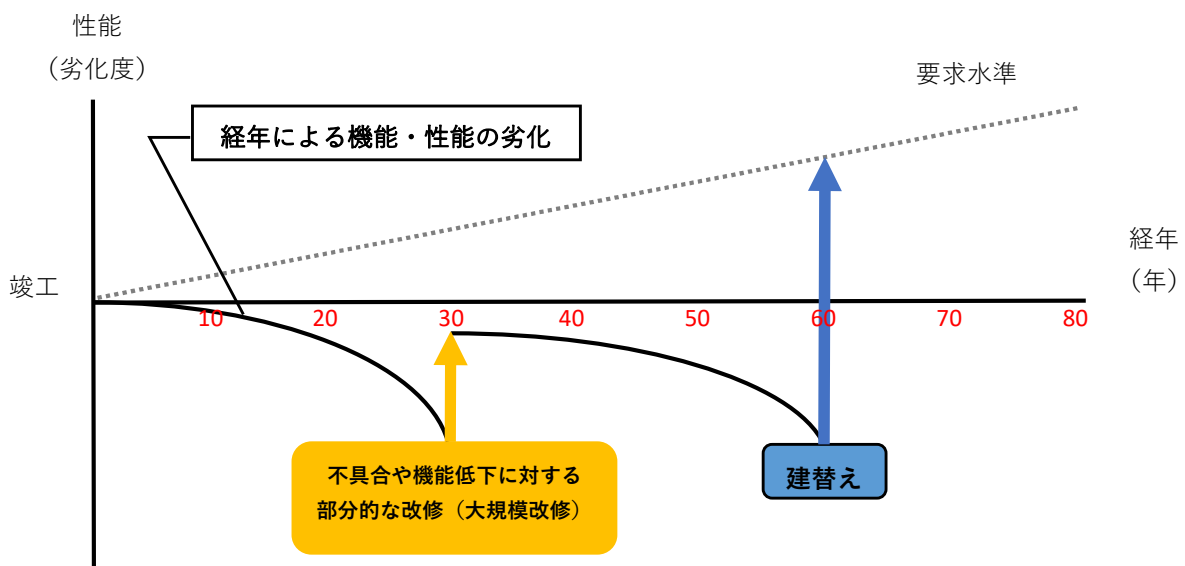 性能
（劣化度）
要求水準
経年による機能・性能の劣化
経年
（年）
竣工
10 20 30 40 50 60 70 80
不具合や機能低下に対する
部分的な改修（大規模改修）
建替え